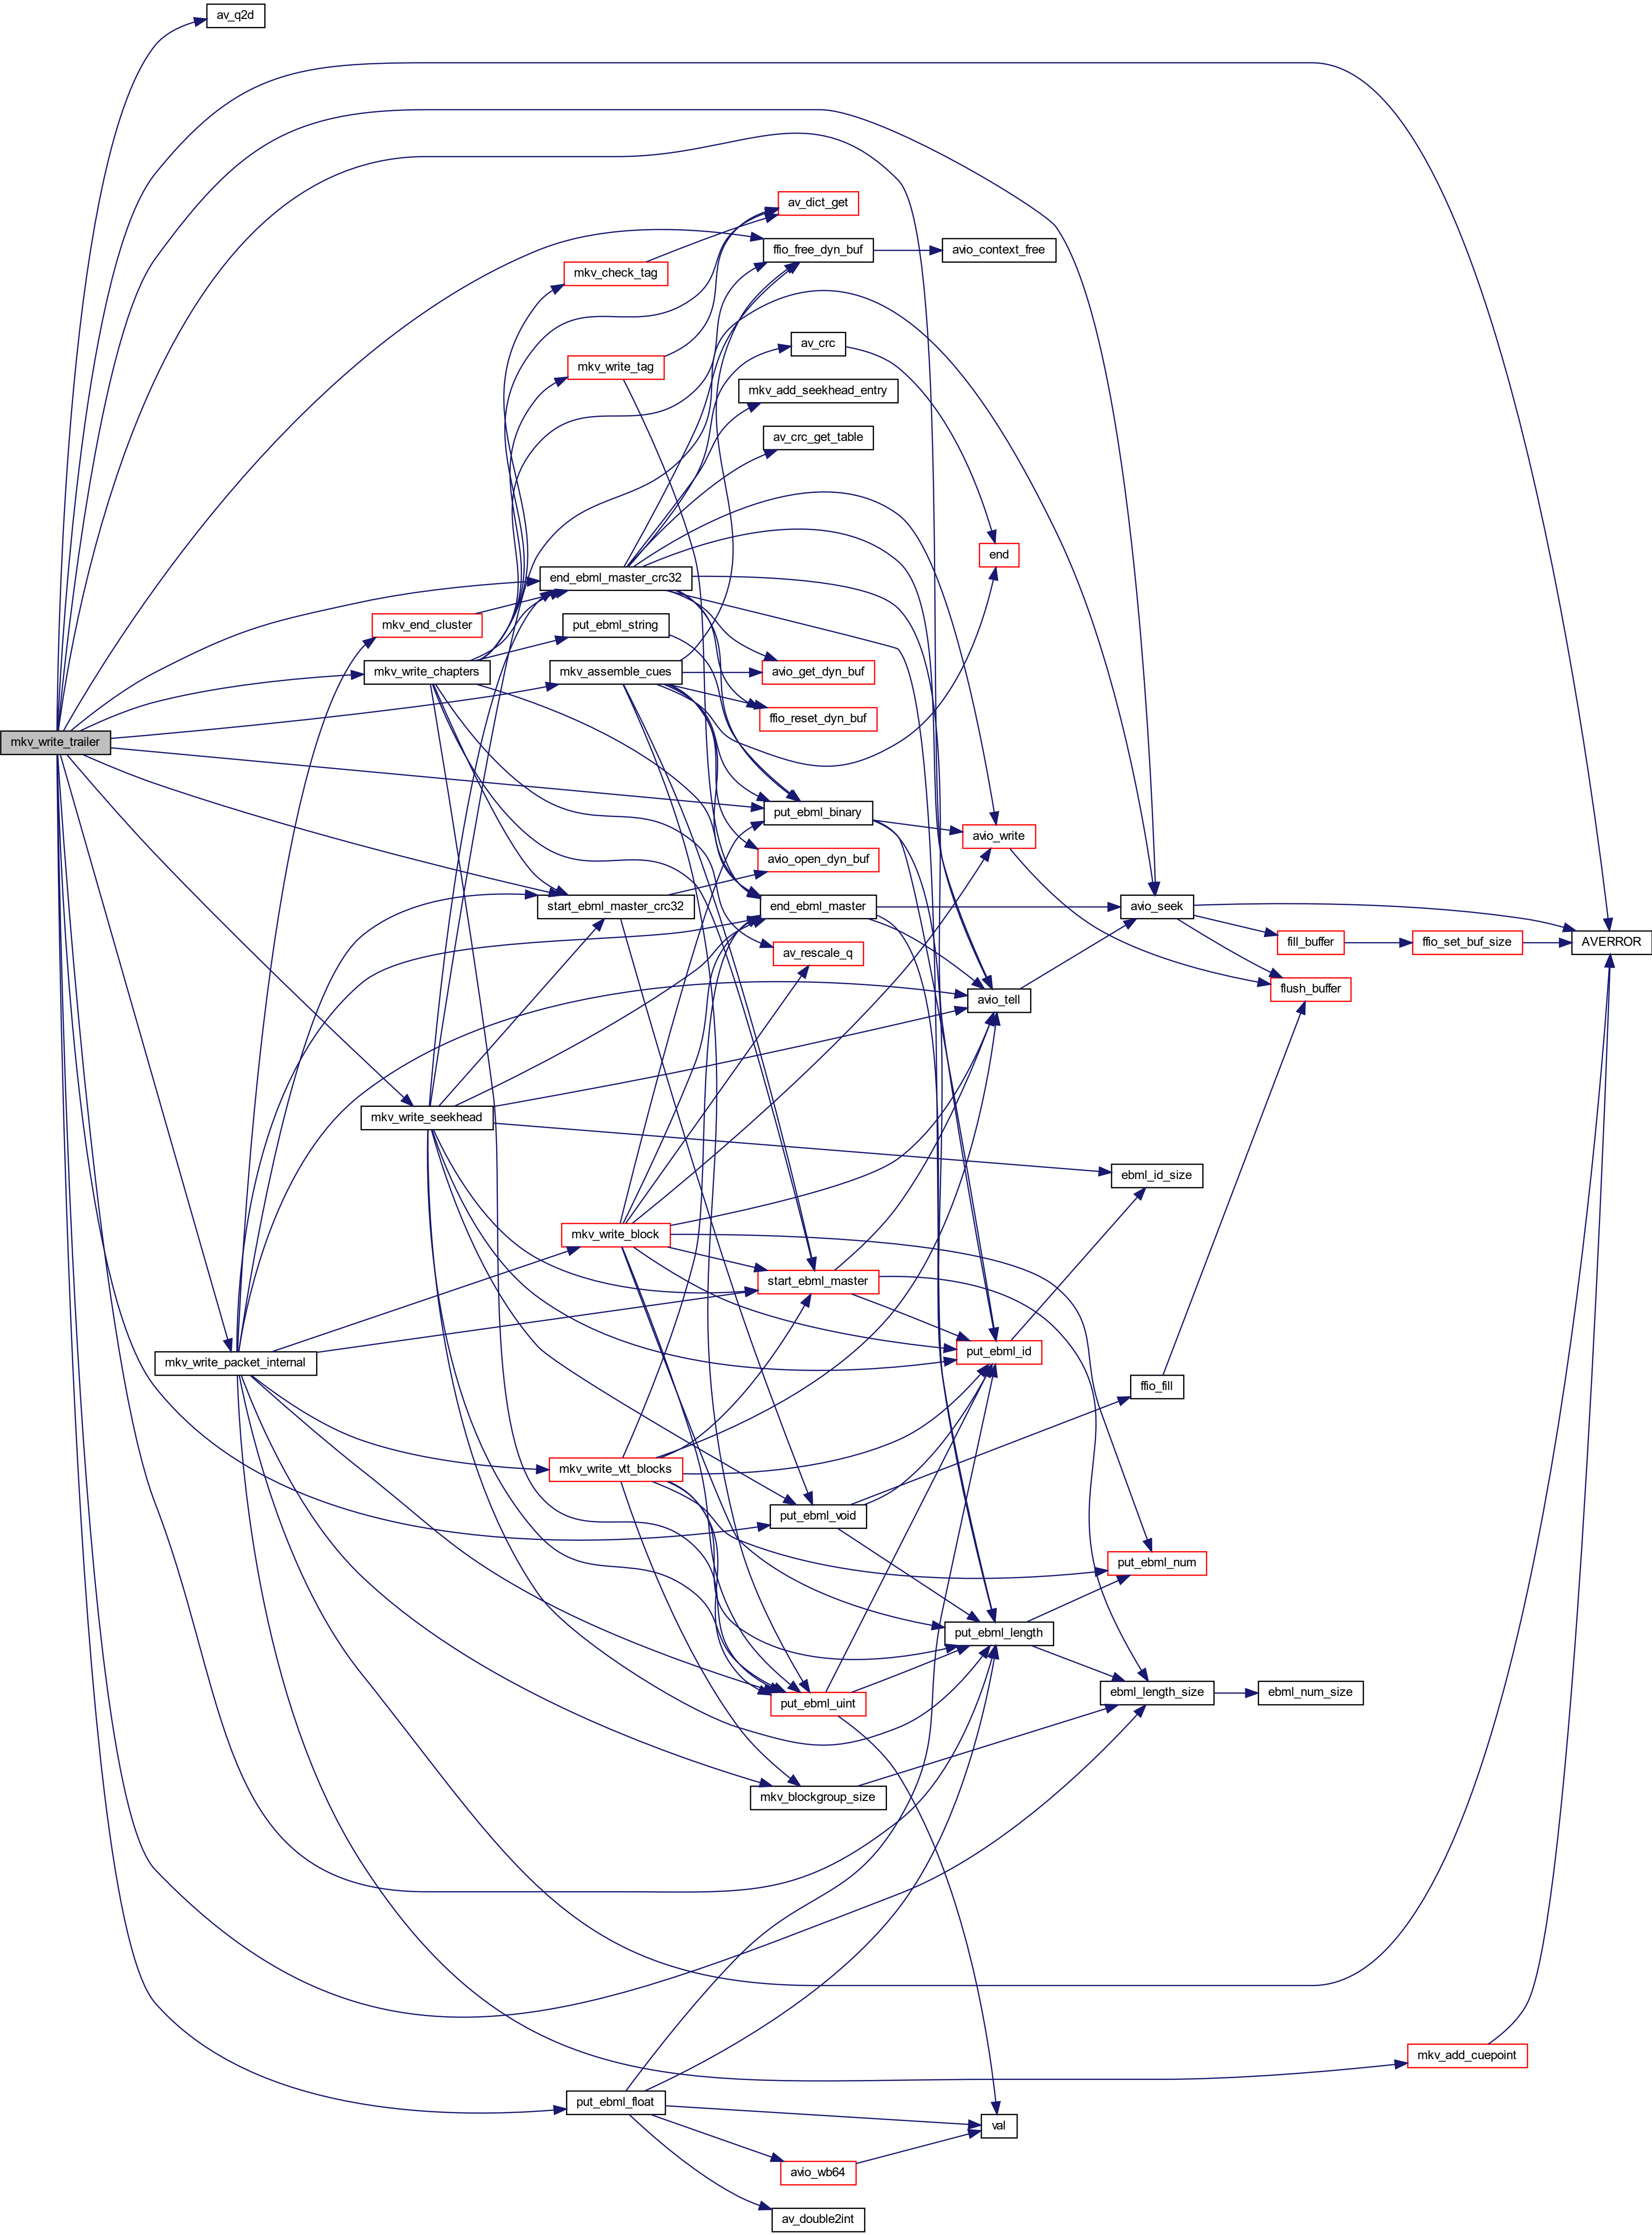 av_q2d
av_dict_get
ffio_free_dyn_buf
avio_context_free
mkv_check_tag
av_crc
mkv_write_tag
mkv_add_seekhead_entry
av_crc_get_table
end
end_ebml_master_crc32
mkv_end_cluster
put_ebml_string
mkv_write_chapters
mkv_assemble_cues
avio_get_dyn_buf
ffio_reset_dyn_buf
mkv_write_trailer
put_ebml_binary
avio_write
avio_open_dyn_buf
start_ebml_master_crc32
end_ebml_master
avio_seek
fill_buffer
ffio_set_buf_size
AVERROR
av_rescale_q
flush_buffer
avio_tell
mkv_write_seekhead
ebml_id_size
mkv_write_block
start_ebml_master
put_ebml_id
mkv_write_packet_internal
ffio_fill
mkv_write_vtt_blocks
put_ebml_void
put_ebml_num
put_ebml_length
ebml_length_size
ebml_num_size
put_ebml_uint
mkv_blockgroup_size
mkv_add_cuepoint
put_ebml_float
val
avio_wb64
av_double2int